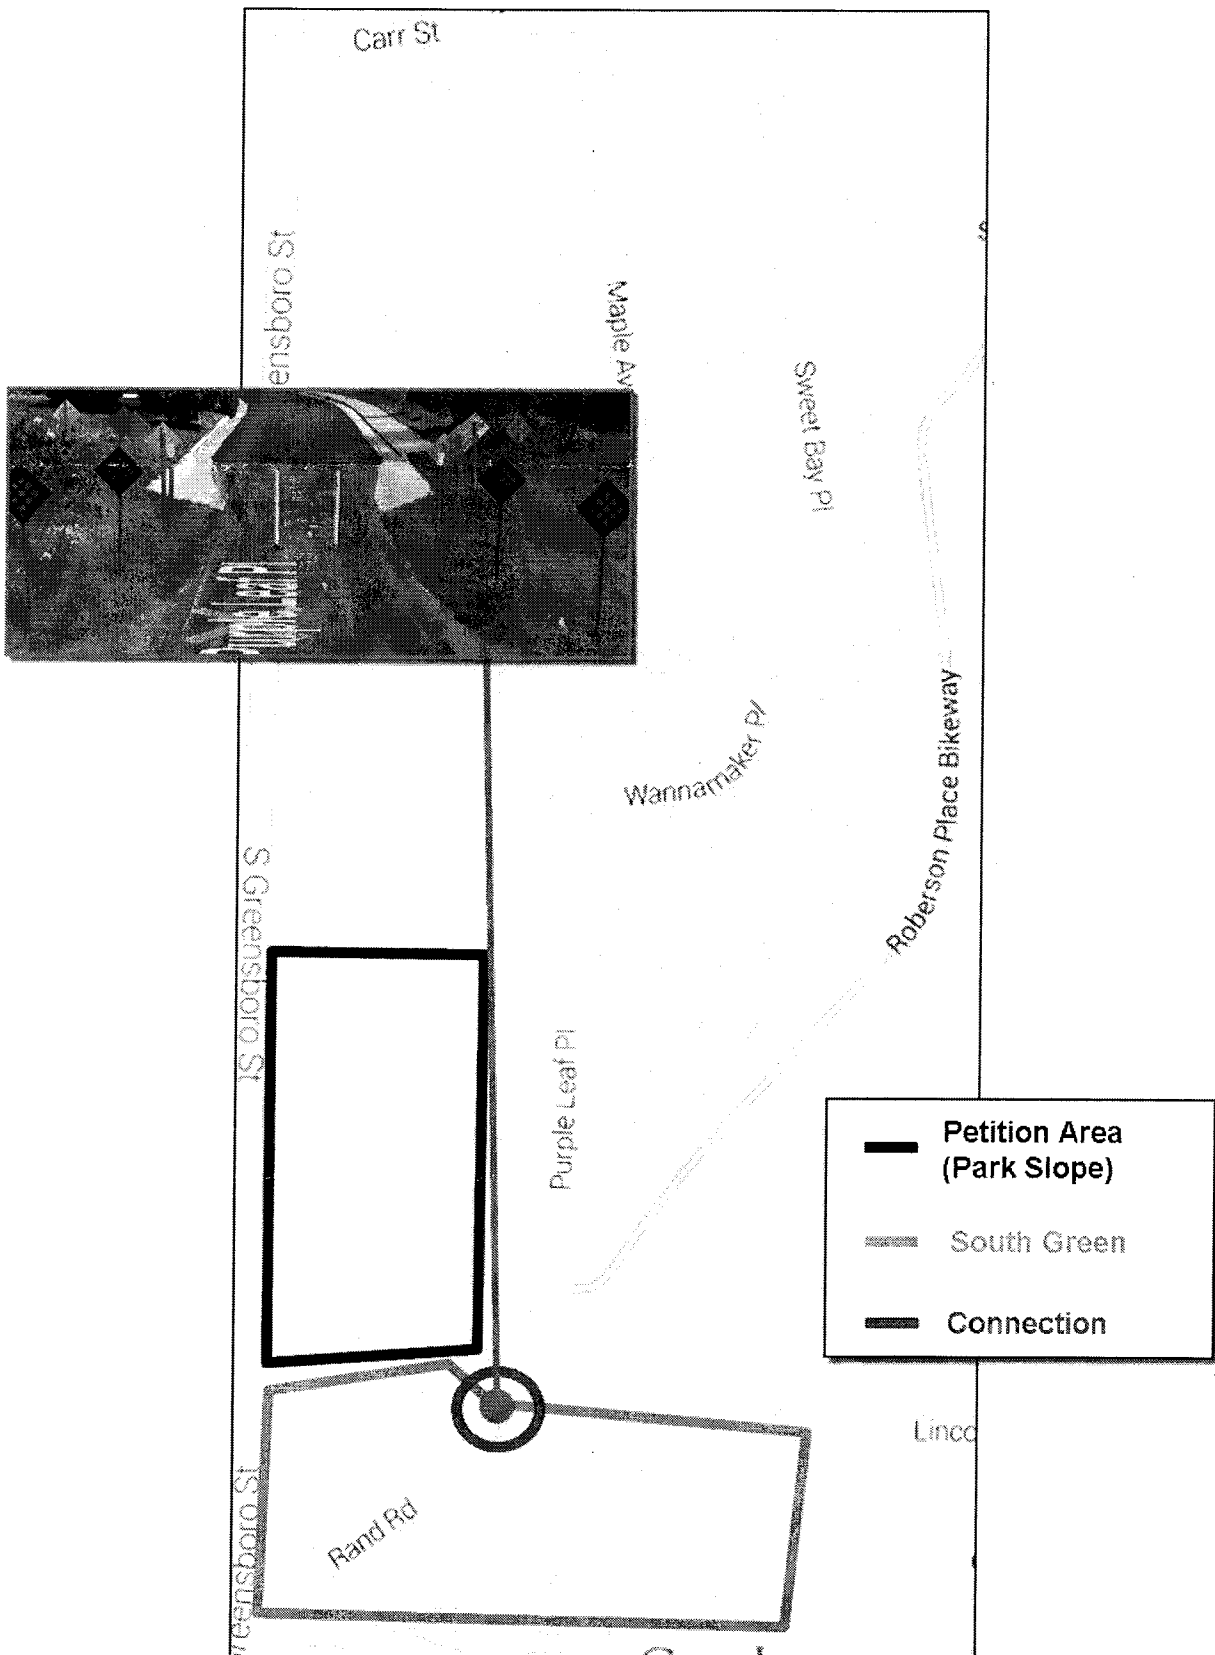 Carr St
ensboro St
Maple Av
Sweet Bay Pl
Wannamaker Pl
Roberson Place Bikeway
S Greensboro St
Purple Leaf Pl
Petition Area
(Park Slope)
South Green
Connection
Linco
reensboro St
Rand Rd